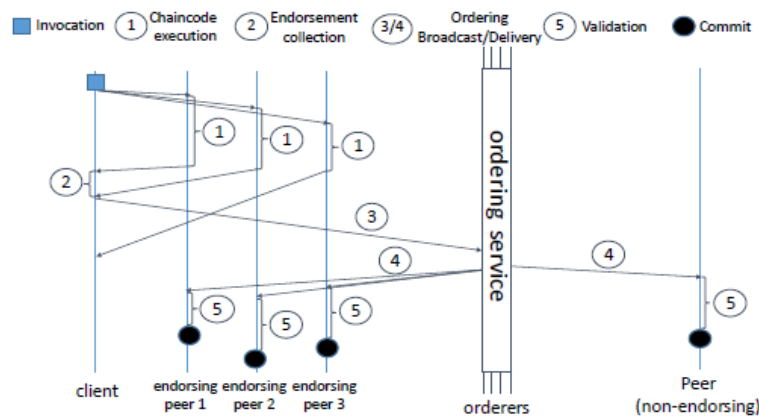 Invocation
1
Chaincode
execution
2
Endorsement
collection
3/4
Ordering
Broadcast/Delivery
5
Validation
Commit
1
1
1
2
3
4
4
5
5
5
5
ordering service
client
endorsing
peer 1
endorsing
peer 2
endorsing
peer 3
orderers
Peer
(non-endorsing)